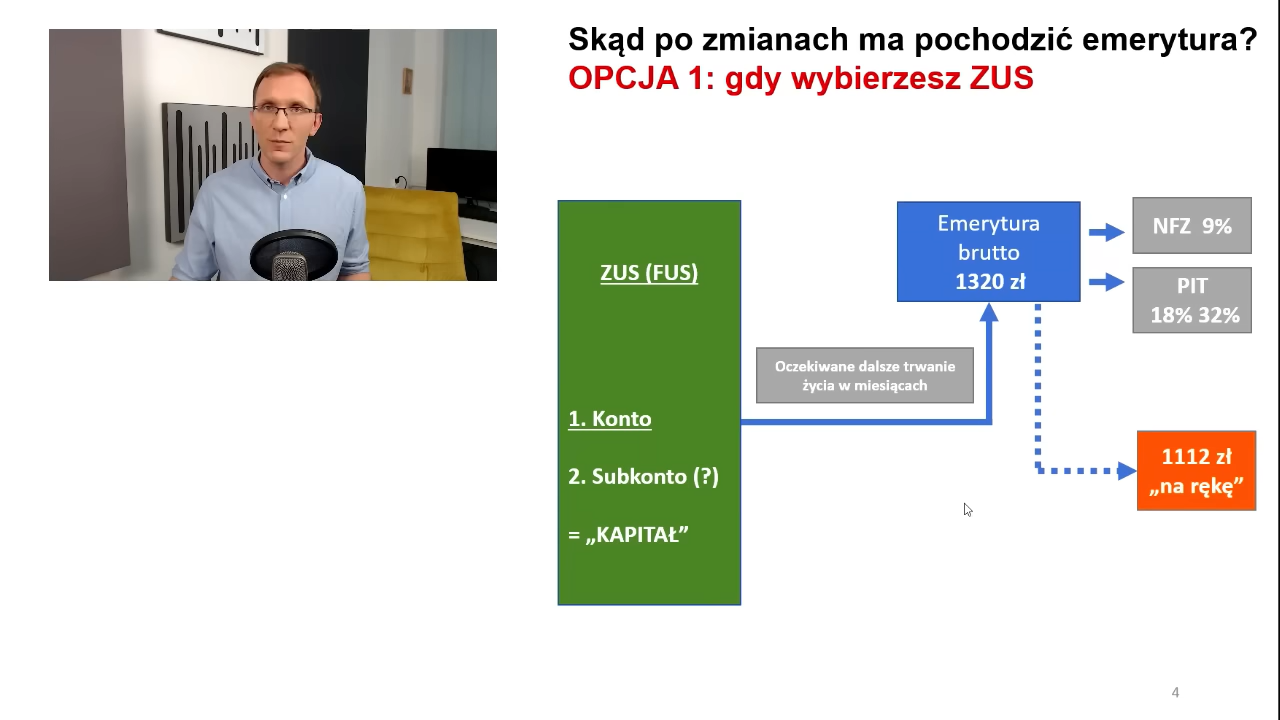 Skąd po zmianach ma pochodzić emerytura?
OPCJA 1: gdy wybierzesz ZUS
ZUS (FUS)
1. Konto
2. Subkonto (?)
= „KAPITAŁ”
Oczekiwane dalsze trwanie
życia w miesiącach
Emerytura
brutto
1320 zł
NFZ 9%
PIT
18% 32%
1112 zł
„na rękę”
4